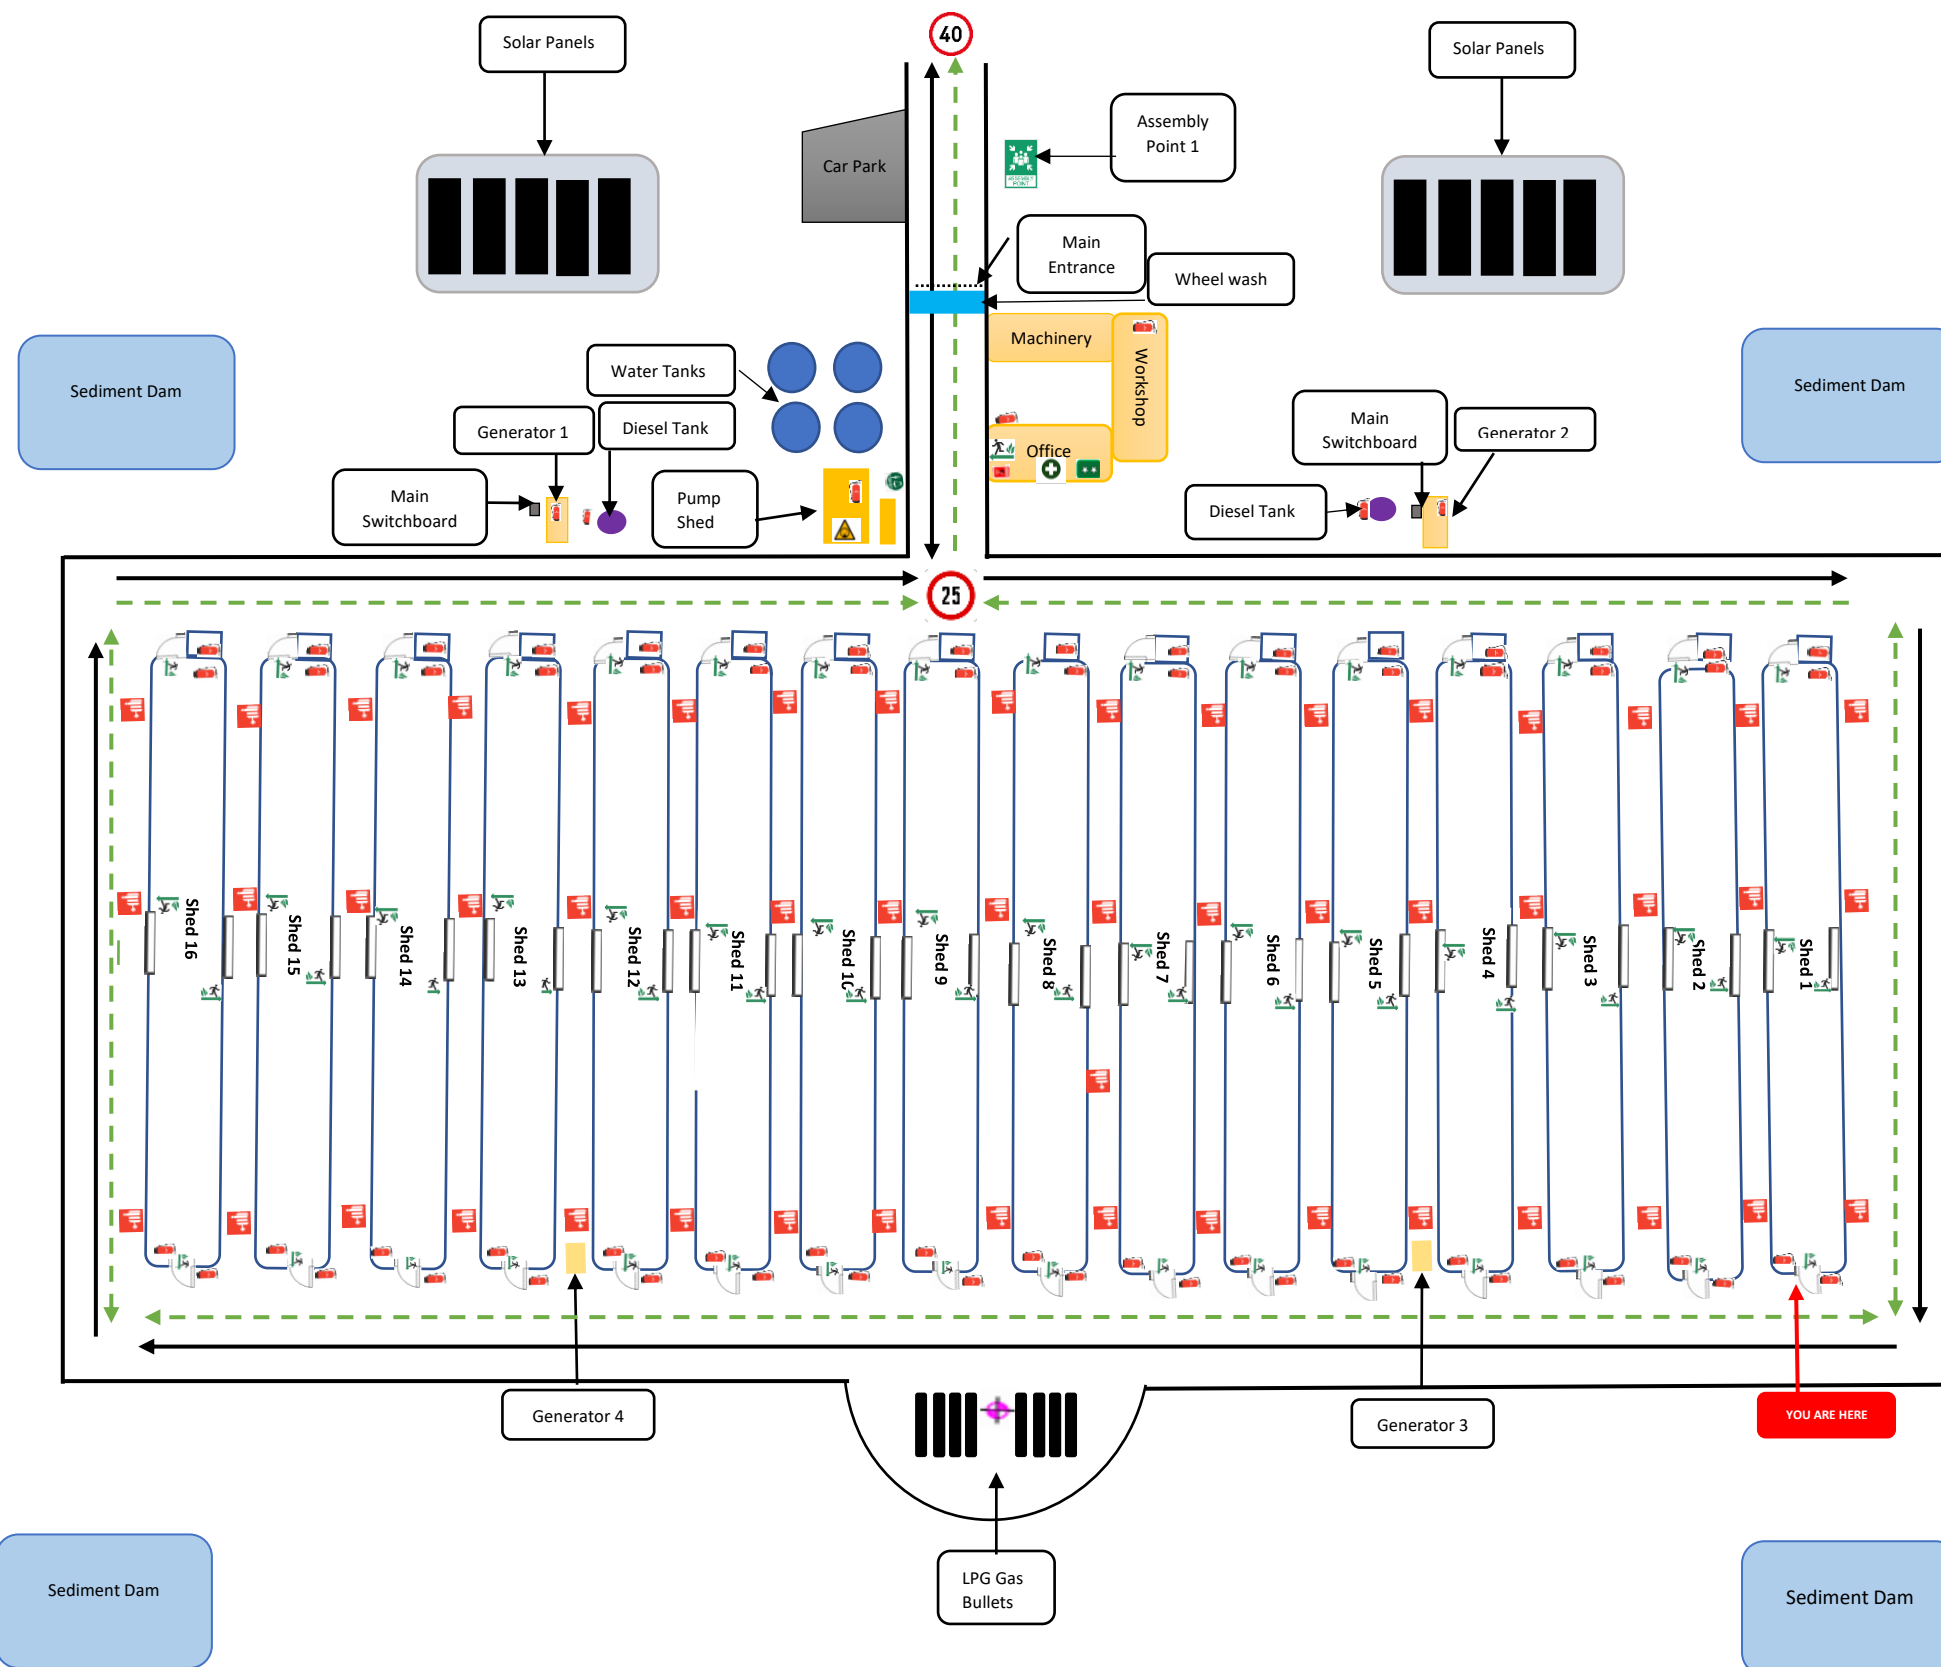 Solar Panels
40
Solar Panels
Assembly
Point 1
Car Park
ASSEMBLY
POINT
Main
Entrance
Wheel wash
Machinery
Workshop
Sediment Dam
Water Tanks
Sediment Dam
Generator 1
Diesel Tank
Main
Switchboard
Generator 2
Office
Main
Switchboard
Pump
Shed
Diesel Tank
25
Shed 16
Shed 15
Shed 14
Shed 13
Shed 12
Shed 11
Shed 10
Shed 9
Shed 8
Shed 7
Shed 6
Shed 5
Shed 4
Shed 3
Shed 2
Shed 1
Generator 4
Generator 3
YOU ARE HERE
LPG Gas
Bullets
Sediment Dam
Sediment Dam